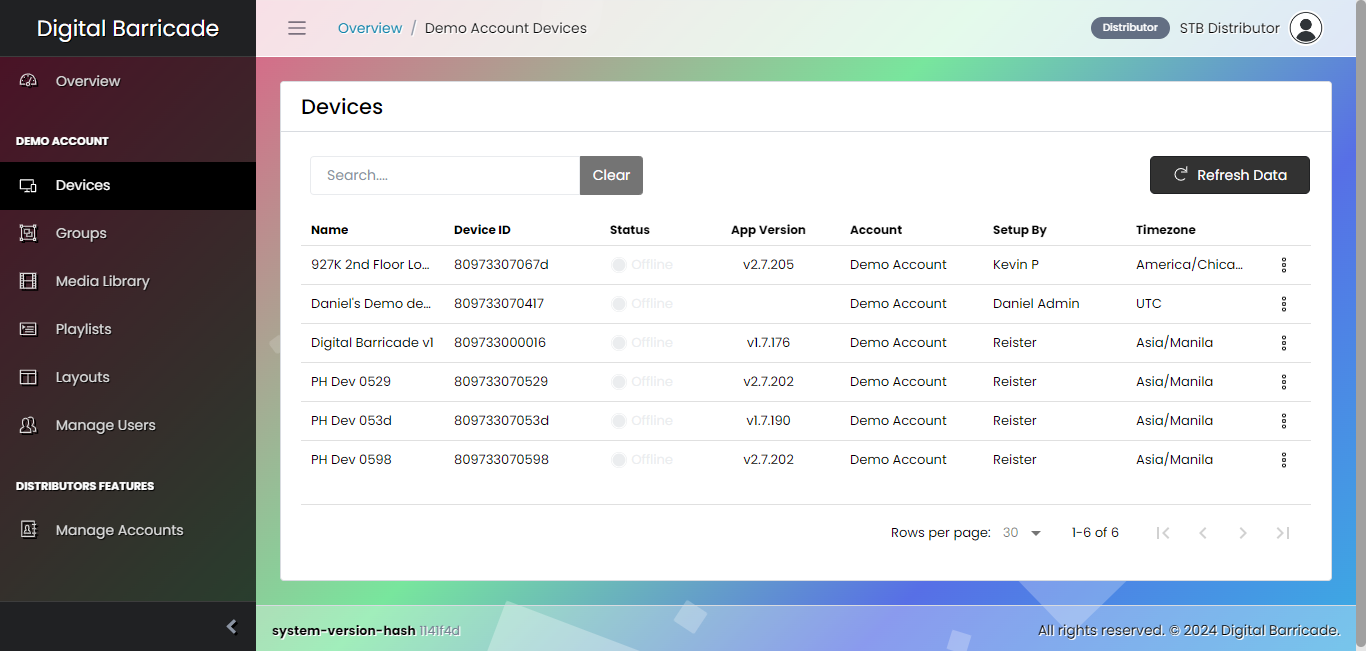 Digital Barricade
Overview / Demo Account Devices
Distributor STB Distributor
Overview
DEMO ACCOUNT
Devices
Groups
Media Library
Playlists
Layouts
Manage Users
DISTRIBUTORS FEATURES
Manage Accounts
Devices
Search.... Clear Refresh Data
Name Device ID Status App Version Account Setup By Timezone
927K 2nd Floor Lo... 80973307067d Offline v2.7.205 Demo Account Kevin P America/Chica...
Daniel's Demo de... 809733070417 Offline Demo Account Daniel Admin UTC
Digital Barricade v1 809733000016 Offline v1.7.176 Demo Account Reister Asia/Manila
PH Dev 0529 809733070529 Offline v2.7.202 Demo Account Reister Asia/Manila
PH Dev 053d 80973307053d Offline v1.7.190 Demo Account Reister Asia/Manila
PH Dev 0598 809733070598 Offline v2.7.202 Demo Account Reister Asia/Manila
Rows per page: 30 1-6 of 6
system-version-hash 1141f4d
All rights reserved. © 2024 Digital Barricade.